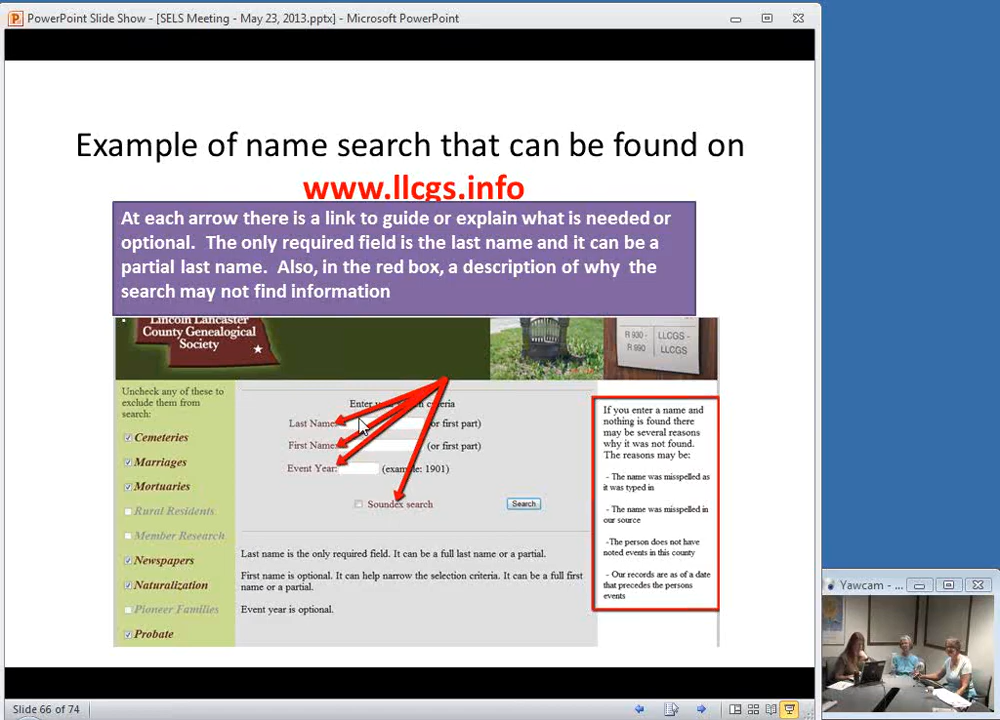 PowerPoint Slide Show - [SELS Meeting - May 23, 2013.pptx] - Microsoft PowerPoint
Example of name search that can be found on
www.llcgs.info
At each arrow there is a link to guide or explain what is needed or
optional. The only required field is the last name and it can be a
partial last name. Also, in the red box, a description of why the
search may not find information
Lincoln Lancaster
County Genealogical
Society
R 930 -
R 990
LLCGS -
LLCGS
Uncheck any of these to
exclude them from
search:
Cemeteries
Marriages
Mortuaries
Rural Residents
Member Research
Newspapers
Naturalization
Pioneer Families
Probate
Enter criteria
Last Name: (or first part)
First Name: (or first part)
Event Year: (example: 1901)
Soundex search
Search
Last name is the only required field. It can be a full last name or a partial.
First name is optional. It can help narrow the selection criteria. It can be a full first
name or a partial.
Event year is optional.
If you enter a name and
nothing is found there
may be several reasons
why it was not found.
The reasons may be:
- The name was misspelled as
it was typed in
- The name was misspelled in
our source
-The person does not have
noted events in this county
- Our records are as of a date
that precedes the persons
events
Yawcam - ...
Slide 66 of 74